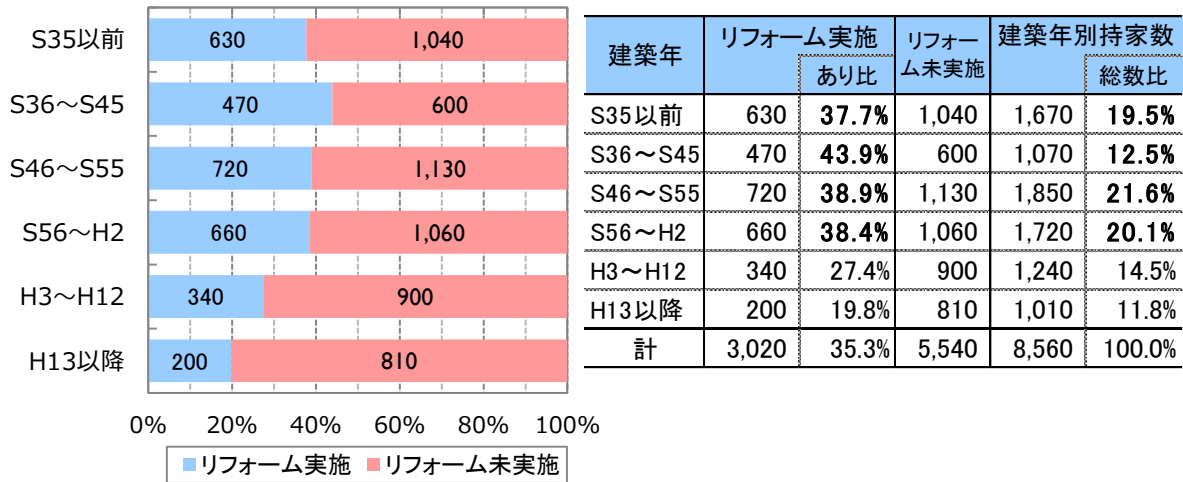 S35以前 630 1,040
S36～S45 470 600
S46～S55 720 1,130
S56～H2 660 1,060
H3～H12 340 900
H13以降 200 810
0% 20% 40% 60% 80% 100%
リフォーム実施 リフォーム未実施
建築年 リフォーム実施 リフォー 建築年別持家数
あり比 ム未実施 総数比
S35以前 630 37.7% 1,040 1,670 19.5%
S36～S45 470 43.9% 600 1,070 12.5%
S46～S55 720 38.9% 1,130 1,850 21.6%
S56～H2 660 38.4% 1,060 1,720 20.1%
H3～H12 340 27.4% 900 1,240 14.5%
H13以降 200 19.8% 810 1,010 11.8%
計 3,020 35.3% 5,540 8,560 100.0%